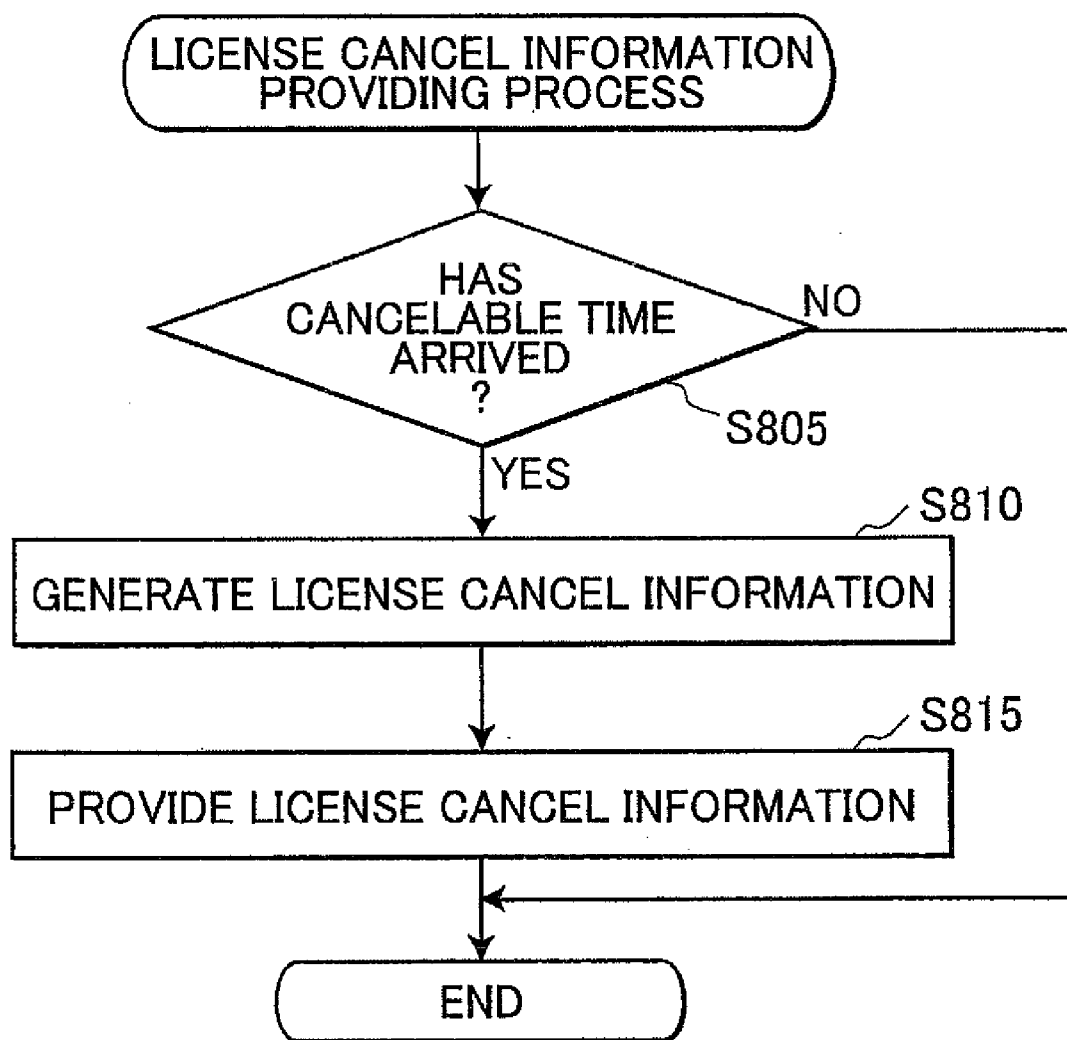 LICENSE CANCEL INFORMATION
PROVIDING PROCESS
HAS
CANCELABLE TIME
ARRIVED
?
NO
S805
YES
S810
GENERATE LICENSE CANCEL INFORMATION
S815
PROVIDE LICENSE CANCEL INFORMATION
END